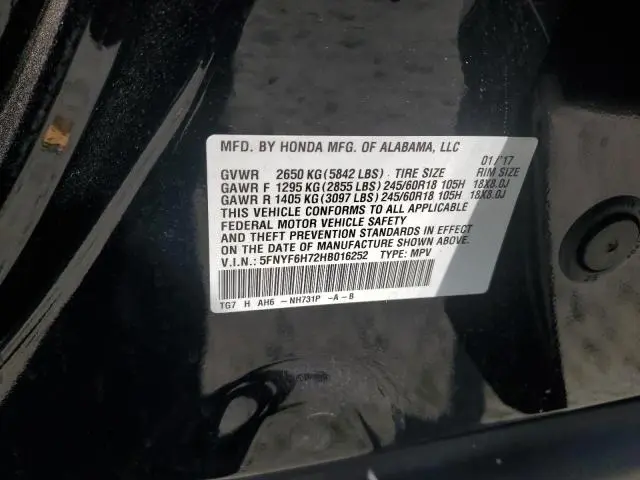 MFD. BY HONDA MFG. OF ALABAMA, LLC
01/'17
GVWR 2650 KG(5842 LBS) TIRE SIZE RIM SIZE
GAWR F 1295 KG(2855 LBS) 245/60R18 105H 18X8.0J
GAWR R 1405 KG(3097 LBS) 245/60R18 105H 18X8.0J
THIS VEHICLE CONFORMS TO ALL APPLICABLE
FEDERAL MOTOR VEHICLE SAFETY
AND THEFT PREVENTION STANDARDS IN EFFECT
ON THE DATE OF MANUFACTURE SHOWN ABOVE.
V.I.N.: 5FNYF6H72HB016252 TYPE: MPV
TG7 H AH6 - NH731P -A-B